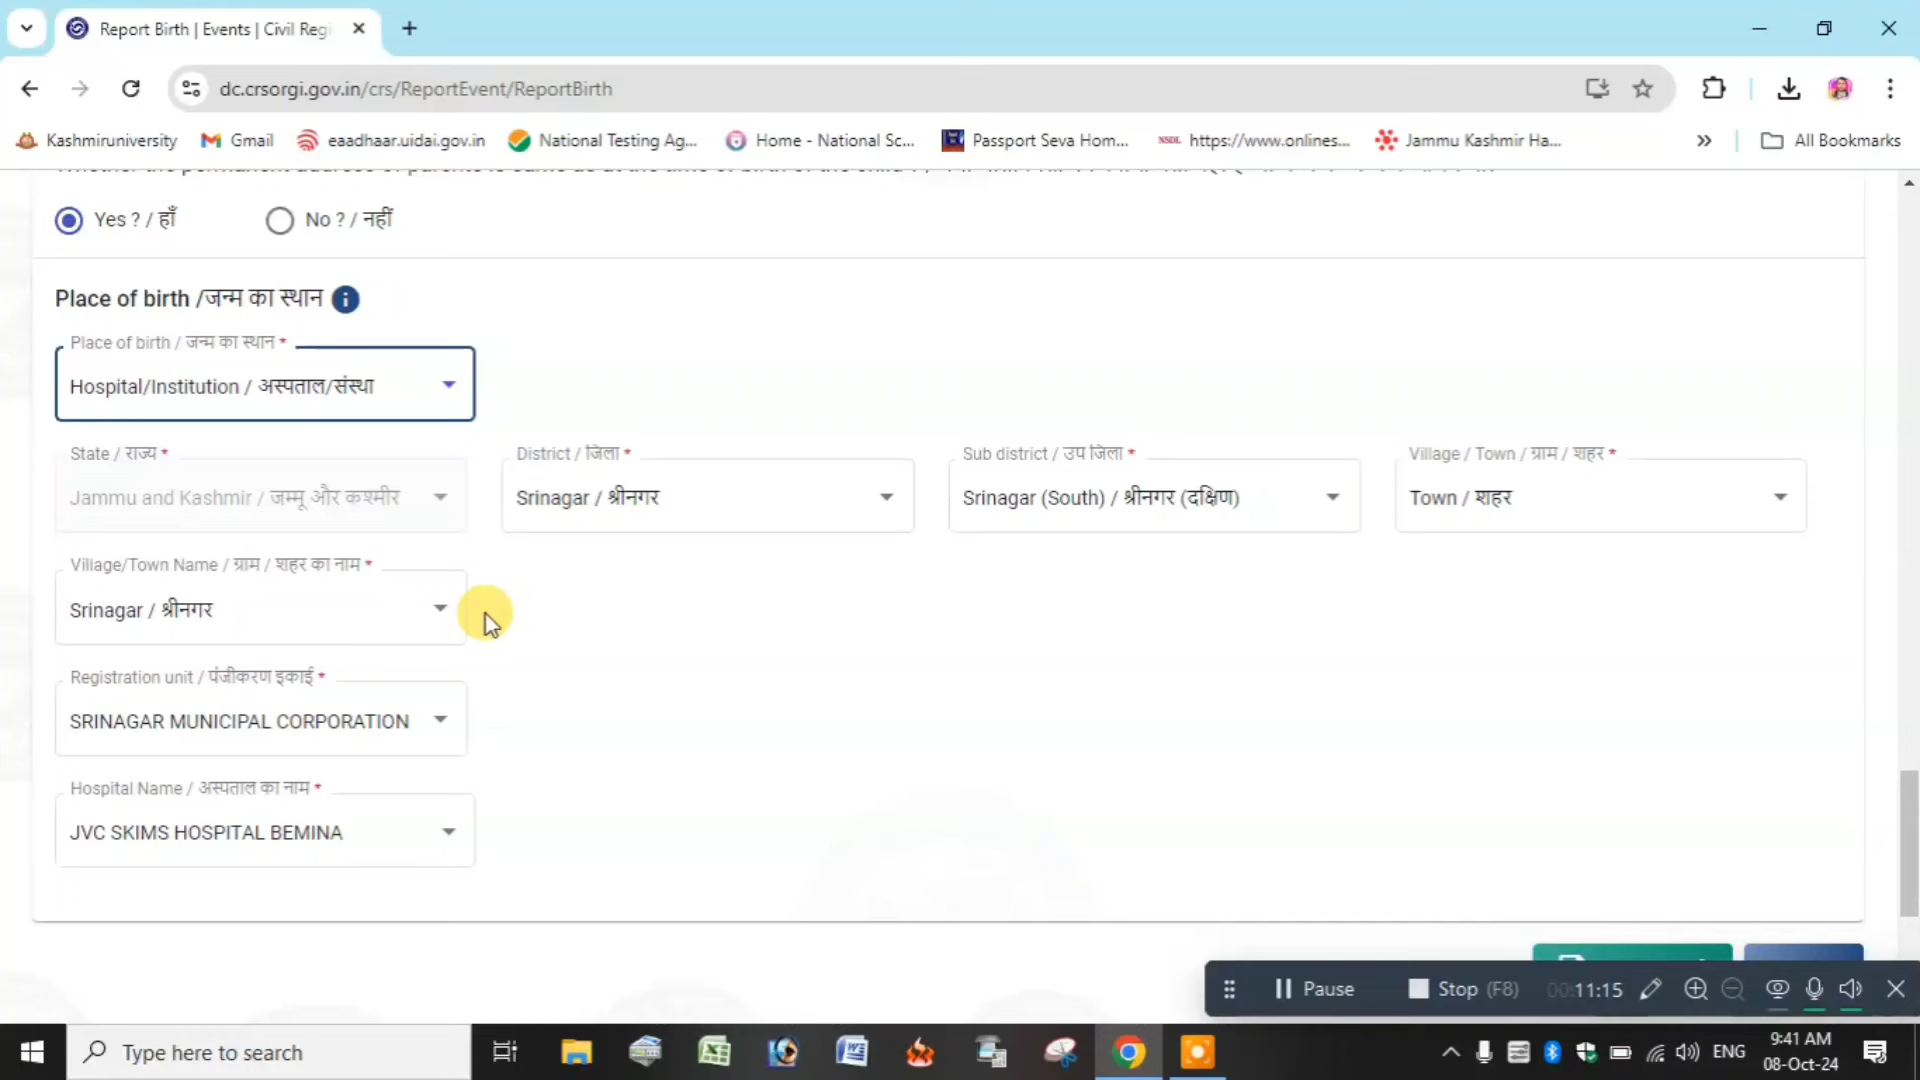 Report Birth | Events | Civil Regi
dc.crsorgi.gov.in/crs/ReportEvent/ReportBirth
Kashmiruniversity
Gmail
eaadhaar.uidai.gov.in
National Testing Ag...
Home - National Sc...
Passport Seva Hom...
NSDL https://www.onlines...
Jammu Kashmir Ha...
»
All Bookmarks
Yes ? / हाँ
No ? / नहीं
Place of birth /जन्म का स्थान
Place of birth / जन्म का स्थान *
Hospital/Institution / अस्पताल/संस्था
State / राज्य *
District / जिला *
Sub district / उप जिला *
Village / Town / ग्राम / शहर *
Jammu and Kashmir / जम्मू और कश्मीर
Srinagar / श्रीनगर
Srinagar (South) / श्रीनगर (दक्षिण)
Town / शहर
Village/Town Name / ग्राम / शहर का नाम *
Srinagar / श्रीनगर
Registration unit / पंजीकरण इकाई *
SRINAGAR MUNICIPAL CORPORATION
Hospital Name / अस्पताल का नाम *
JVC SKIMS HOSPITAL BEMINA
Pause
Stop (F8)
00:11:15
Type here to search
ENG
9:41 AM
08-Oct-24